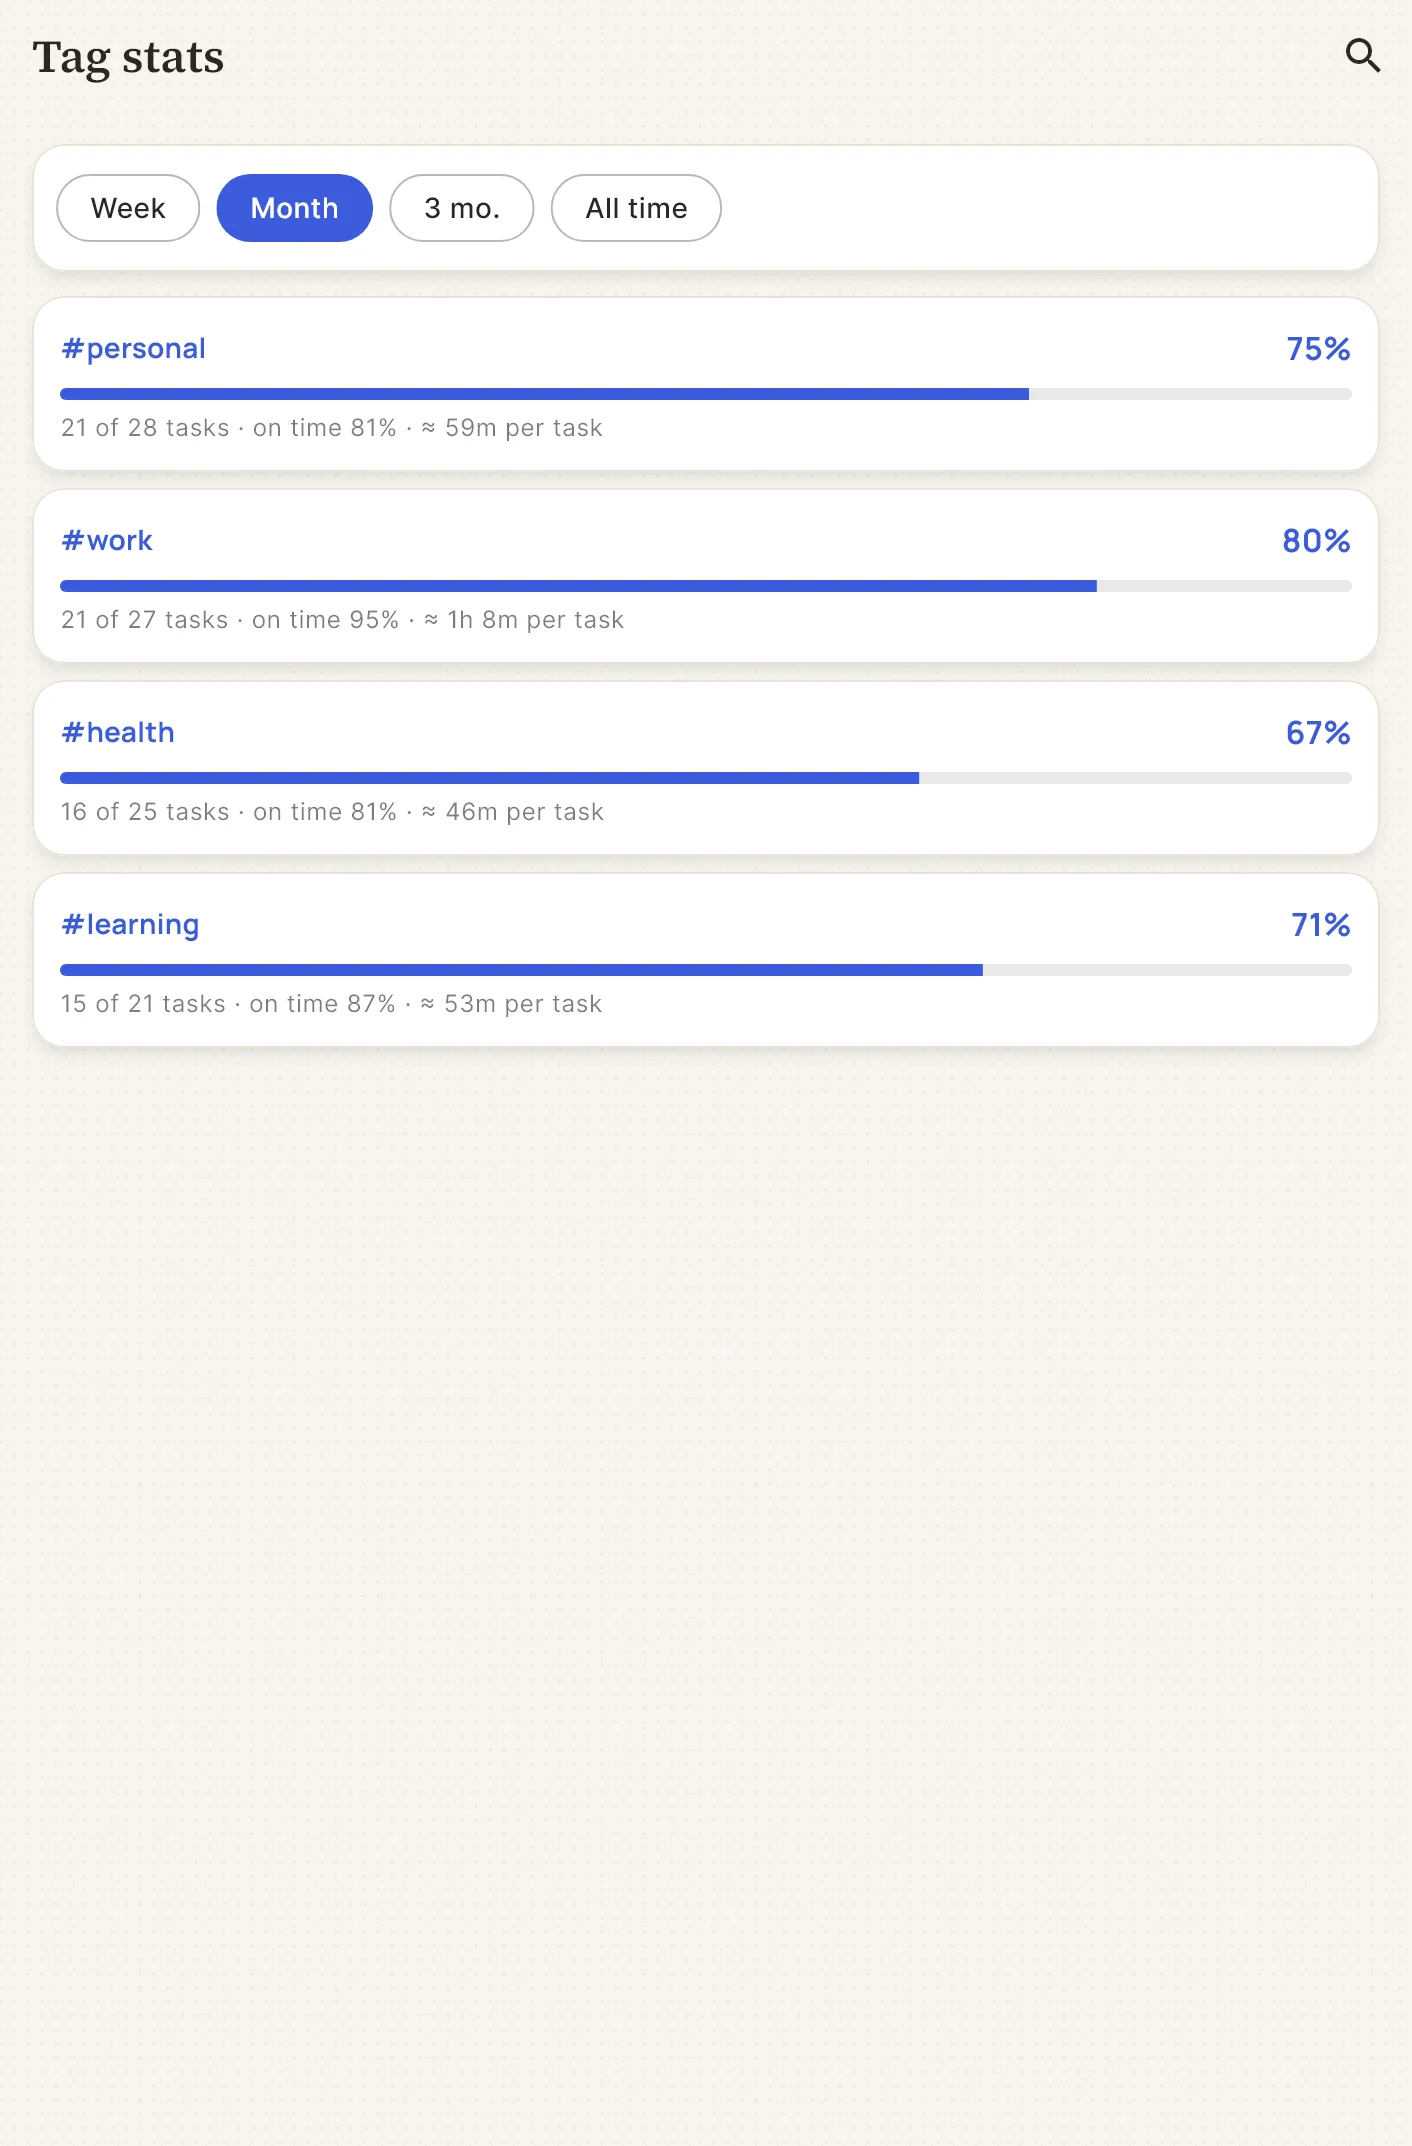 Tag stats
Week Month 3 mo. All time
#personal 75%
21 of 28 tasks · on time 81% · ≈ 59m per task
#work 80%
21 of 27 tasks · on time 95% · ≈ 1h 8m per task
#health 67%
16 of 25 tasks · on time 81% · ≈ 46m per task
#learning 71%
15 of 21 tasks · on time 87% · ≈ 53m per task